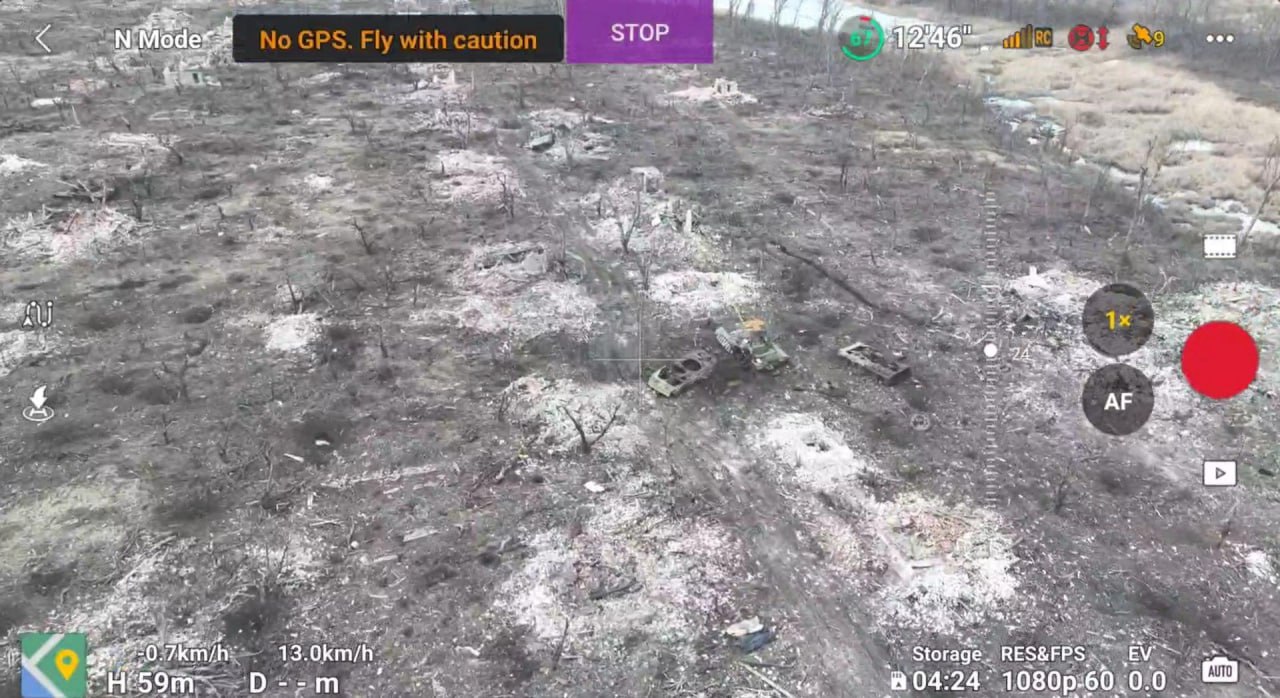 N Mode
No GPS. Fly with caution
STOP
67
12'46"
RC
9
1×
24
AF
-0.7km/h
13.0km/h
H 59m
D - - m
Storage
04:24
RES&FPS
1080p 60
EV
0.0
AUTO